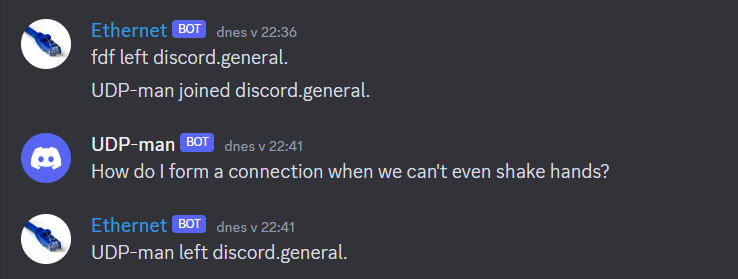 Ethernet BOT dnes v 22:36
fdf left discord.general.
UDP-man joined discord.general.
UDP-man BOT dnes v 22:41
How do I form a connection when we can't even shake hands?
Ethernet BOT dnes v 22:41
UDP-man left discord.general.